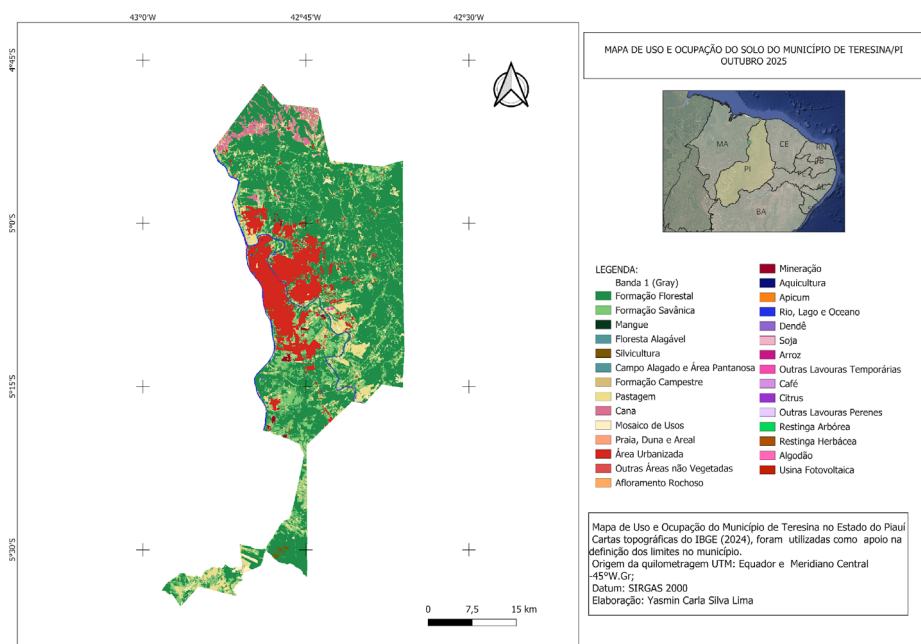 43°0'W 42°45'W 42°30'W
4°45'S
5°0'S
5°15'S
5°30'S
0 7,5 15 km
MAPA DE USO E OCUPAÇÃO DO SOLO DO MUNICÍPIO DE TERESINA/PI
OUTUBRO 2025
MA
CE
RN
PB
PI
AL
BA
LEGENDA:
Banda 1 (Gray)
Formação Florestal
Formação Savânica
Mangue
Floresta Alagável
Silvicultura
Campo Alagado e Área Pantanosa
Formação Campestre
Pastagem
Cana
Mosaico de Usos
Praia, Duna e Areal
Área Urbanizada
Outras Áreas não Vegetadas
Afloramento Rochoso
Mineração
Aquicultura
Apicum
Rio, Lago e Oceano
Dendê
Soja
Arroz
Outras Lavouras Temporárias
Café
Citrus
Outras Lavouras Perenes
Restinga Arbórea
Restinga Herbácea
Algodão
Usina Fotovoltaica
Mapa de Uso e Ocupação do Município de Teresina no Estado do Piauí
Cartas topográficas do IBGE (2024), foram utilizadas como apoio na
definição dos limites no município.
Origem da quilometragem UTM: Equador e Meridiano Central
-45°W.Gr;
Datum: SIRGAS 2000
Elaboração: Yasmin Carla Silva Lima